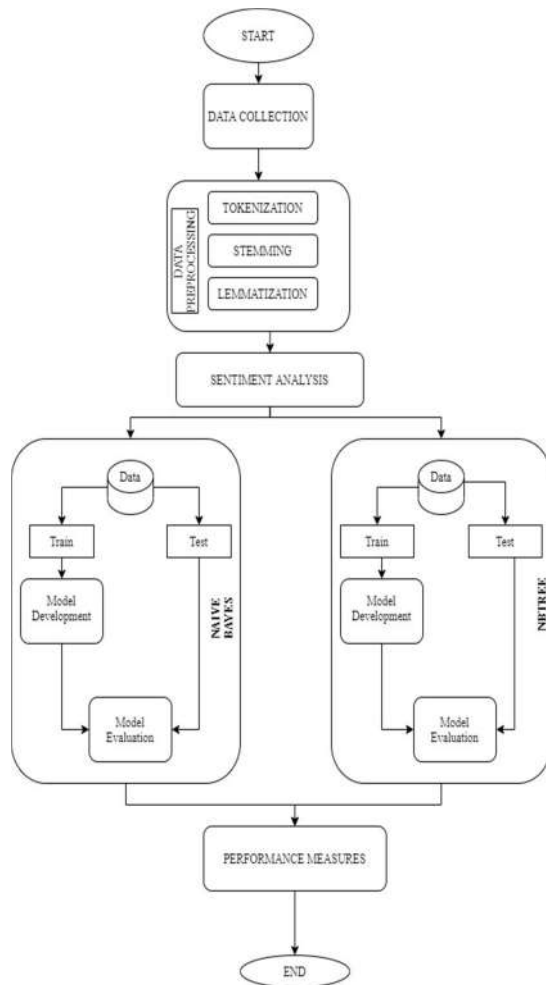 START
DATA COLLECTION
DATA
PREPROCESSING
TOKENIZATION
STEMMING
LEMMATIZATION
SENTIMENT ANALYSIS
Data
Train
Test
Model
Development
Model
Evaluation
NAIVE
BAYES
Data
Train
Test
Model
Development
Model
Evaluation
NBTREE
PERFORMANCE MEASURES
END